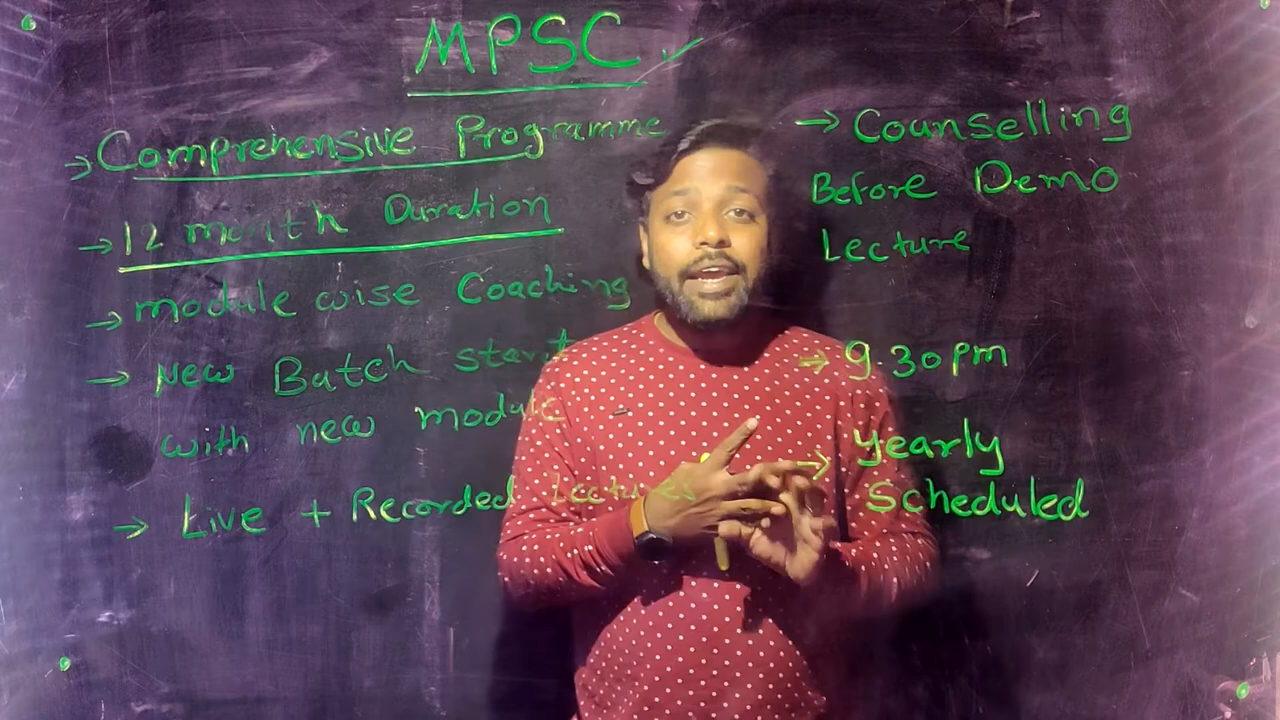 MPSC ✓
→ Comprehensive Programme
→ 12 month Duration
→ module wise Coaching
→ New Batch start
with new module
→ Live + Recorded Lectures
→ Counselling
Before Demo
Lecture
→ 9.30 pm
→ Yearly
Scheduled